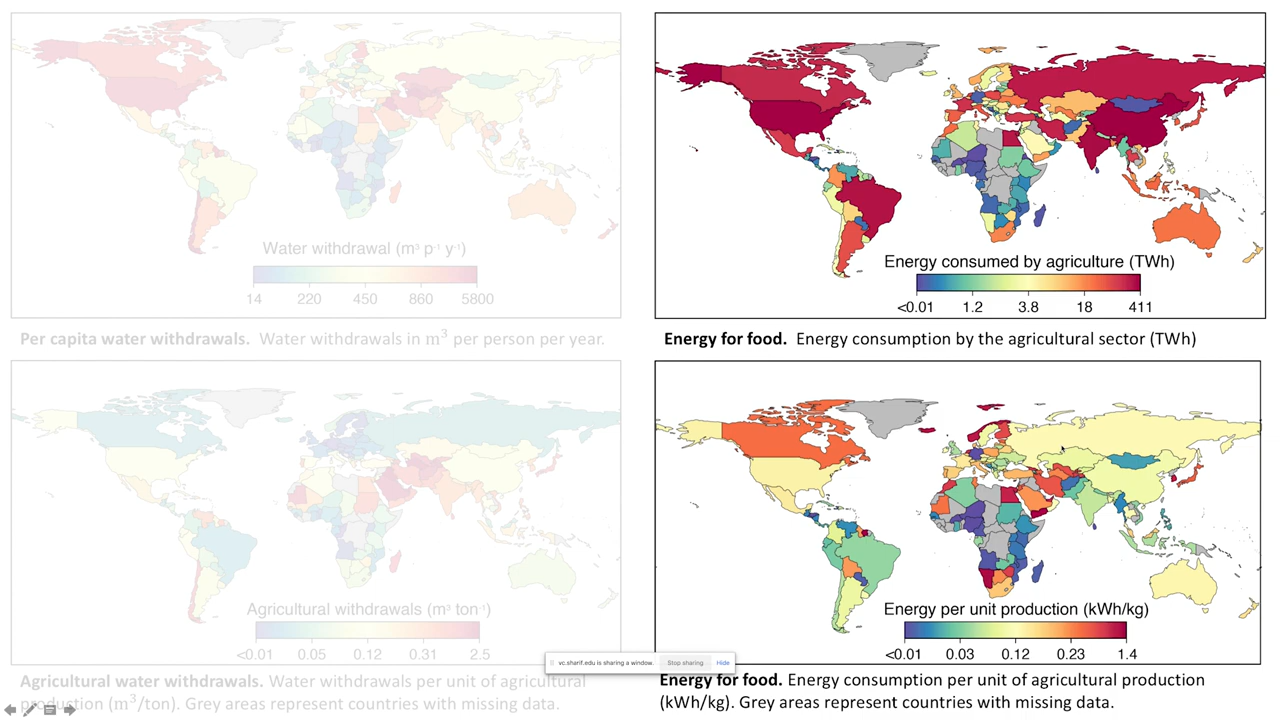 Water withdrawal (m³ p⁻¹ y⁻¹)
14 220 450 860 5800
Per capita water withdrawals. Water withdrawals in m³ per person per year.
Energy consumed by agriculture (TWh)
<0.01 1.2 3.8 18 411
Energy for food. Energy consumption by the agricultural sector (TWh)
Agricultural withdrawals (m³ ton⁻¹)
<0.01 0.05 0.12 0.31 2.5
Agricultural water withdrawals. Water withdrawals per unit of agricultural
production (m³/ton). Grey areas represent countries with missing data.
Energy per unit production (kWh/kg)
<0.01 0.03 0.12 0.23 1.4
Energy for food. Energy consumption per unit of agricultural production
(kWh/kg). Grey areas represent countries with missing data.
vc.sharif.edu is sharing a window. Stop sharing Hide